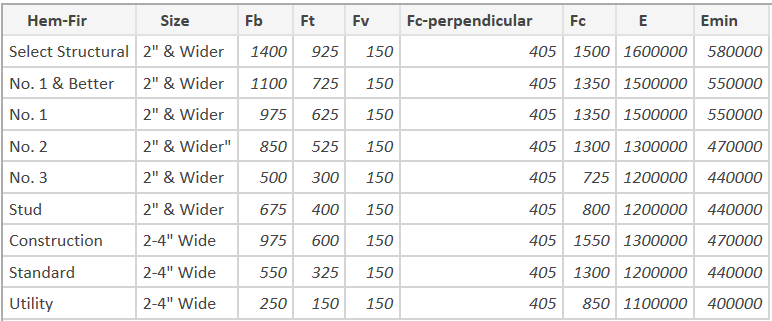 Hem-Fir Size Fb Ft Fv Fc-perpendicular Fc E Emin
Select Structural 2" & Wider 1400 925 150 405 1500 1600000 580000
No. 1 & Better 2" & Wider 1100 725 150 405 1350 1500000 550000
No. 1 2" & Wider 975 625 150 405 1350 1500000 550000
No. 2 2" & Wider" 850 525 150 405 1300 1300000 470000
No. 3 2" & Wider 500 300 150 405 725 1200000 440000
Stud 2" & Wider 675 400 150 405 800 1200000 440000
Construction 2-4" Wide 975 600 150 405 1550 1300000 470000
Standard 2-4" Wide 550 325 150 405 1300 1200000 440000
Utility 2-4" Wide 250 150 150 405 850 1100000 400000